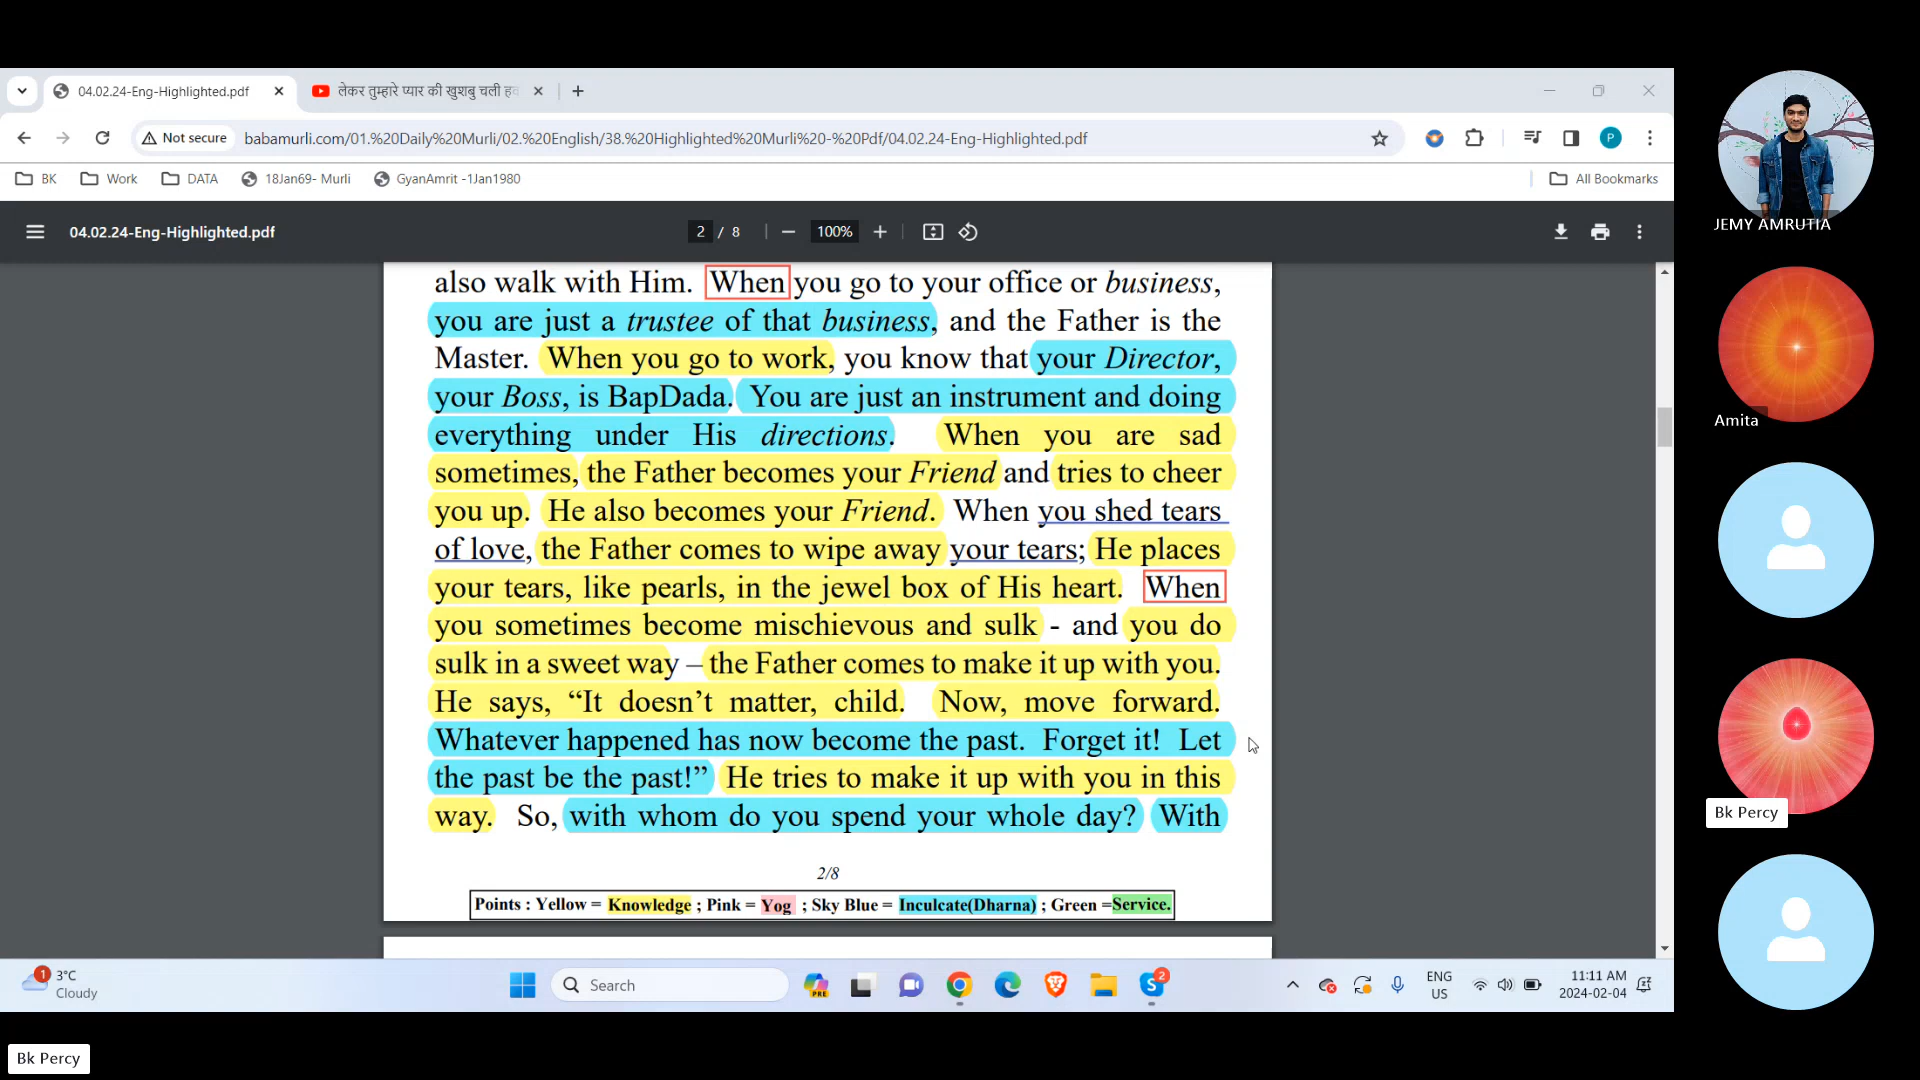 04.02.24-Eng-Highlighted.pdf
लेकर तुम्हारे प्यार की खुशबु चली हव
Not secure
babamurli.com/01.%20Daily%20Murli/02.%20English/38.%20Highlighted%20Murli%20-%20Pdf/04.02.24-Eng-Highlighted.pdf
P
BK
Work
DATA
18Jan69- Murli
GyanAmrit -1Jan1980
All Bookmarks
04.02.24-Eng-Highlighted.pdf
2 / 8
100%
also walk with Him. When you go to your office or business,
you are just a trustee of that business, and the Father is the
Master. When you go to work, you know that your Director,
your Boss, is BapDada. You are just an instrument and doing
everything under His directions. When you are sad
sometimes, the Father becomes your Friend and tries to cheer
you up. He also becomes your Friend. When you shed tears
of love, the Father comes to wipe away your tears; He places
your tears, like pearls, in the jewel box of His heart. When
you sometimes become mischievous and sulk - and you do
sulk in a sweet way – the Father comes to make it up with you.
He says, “It doesn’t matter, child. Now, move forward.
Whatever happened has now become the past. Forget it! Let
the past be the past!” He tries to make it up with you in this
way. So, with whom do you spend your whole day? With
2/8
Points : Yellow = Knowledge ; Pink = Yog ; Sky Blue = Inculcate(Dharna) ; Green =Service.
1
3°C
Cloudy
Search
PRE
S
2
ENG
US
11:11 AM
2024-02-04
JEMY AMRUTIA
Amita
Bk Percy
Bk Percy